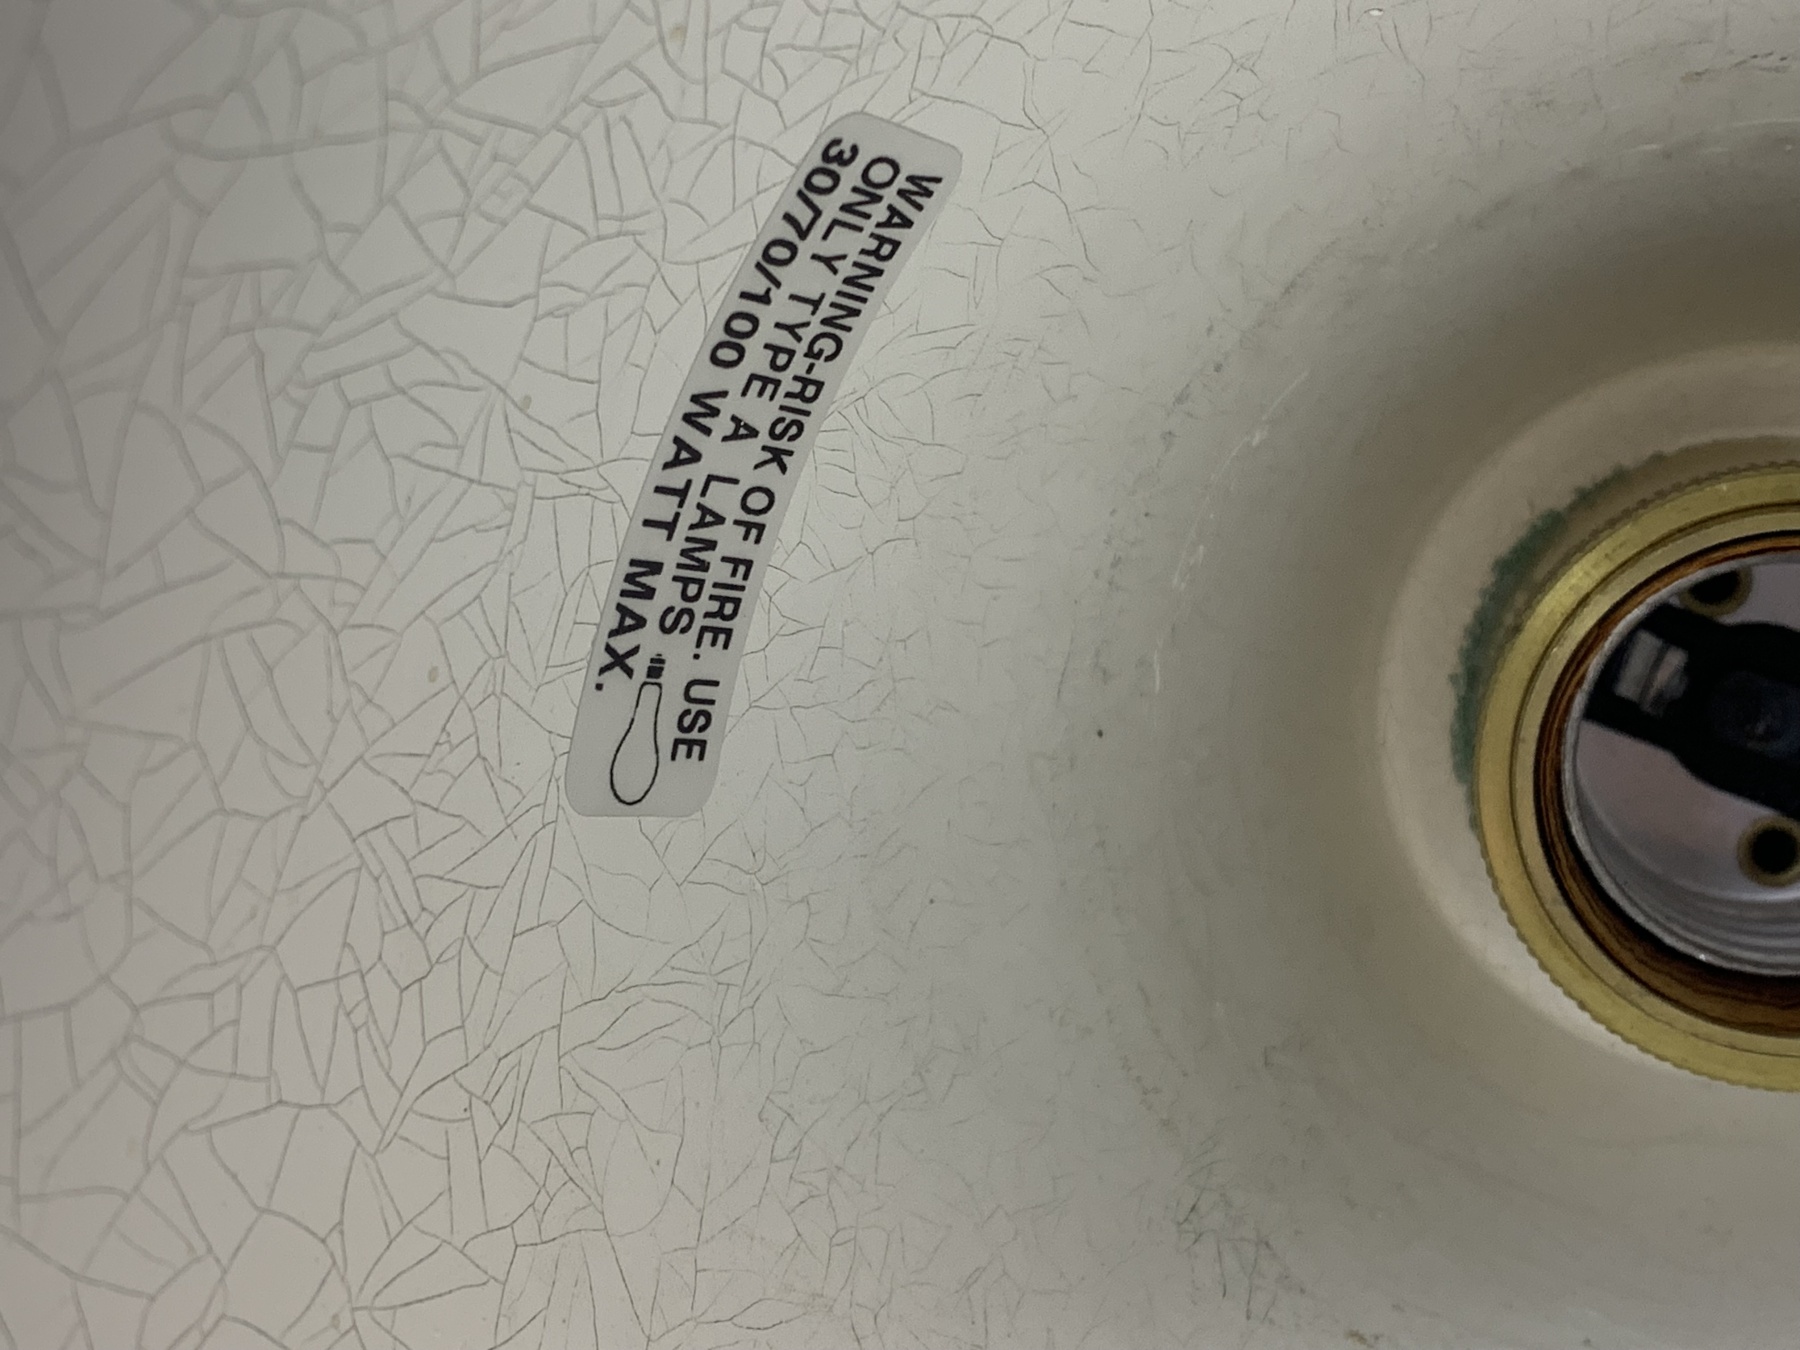 WARNING-RISK OF FIRE. USE
ONLY TYPE A LAMPS
30/70/100 WATT MAX.